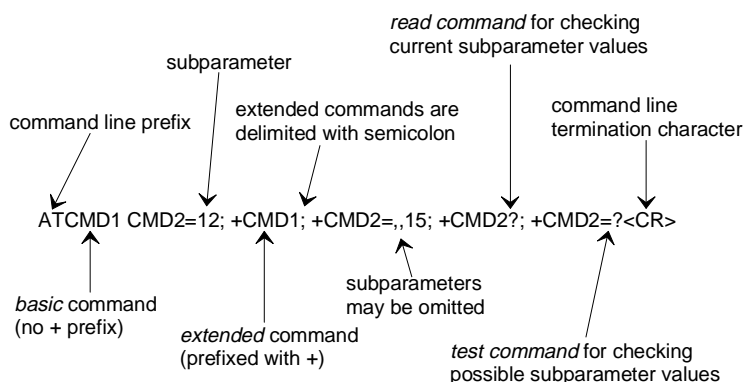 read command for checking
current subparameter values
subparameter
extended commands are
delimited with semicolon
command line
termination character
command line prefix
ATCMD1 CMD2=12; +CMD1; +CMD2=,,15; +CMD2?; +CMD2=?<CR>
basic command
(no + prefix)
extended command
(prefixed with +)
subparameters
may be omitted
test command for checking
possible subparameter values